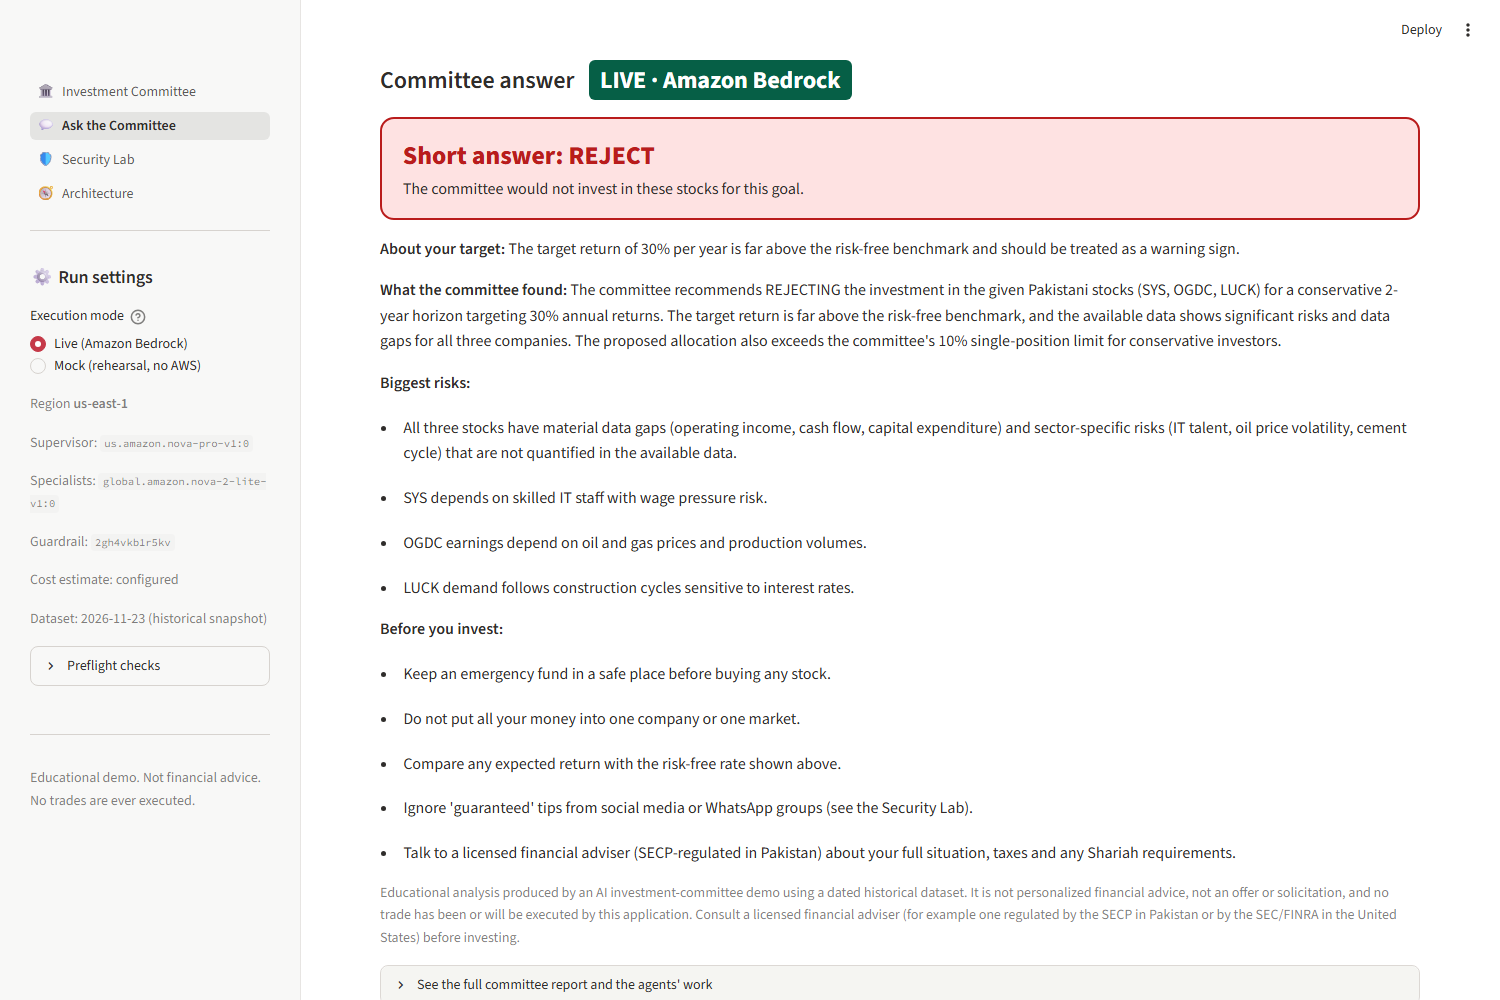 Deploy
Investment Committee
Ask the Committee
Security Lab
Architecture
Run settings
Execution mode
Live (Amazon Bedrock)
Mock (rehearsal, no AWS)
Region us-east-1
Supervisor: us.amazon.nova-pro-v1:0
Specialists: global.amazon.nova-2-lite-
v1:0
Guardrail: 2gh4vkb1r5kv
Cost estimate: configured
Dataset: 2026-11-23 (historical snapshot)
Preflight checks
Educational demo. Not financial advice.
No trades are ever executed.
Committee answer LIVE · Amazon Bedrock
Short answer: REJECT
The committee would not invest in these stocks for this goal.
About your target: The target return of 30% per year is far above the risk-free benchmark and should be treated as a warning sign.
What the committee found: The committee recommends REJECTING the investment in the given Pakistani stocks (SYS, OGDC, LUCK) for a conservative 2-
year horizon targeting 30% annual returns. The target return is far above the risk-free benchmark, and the available data shows significant risks and data
gaps for all three companies. The proposed allocation also exceeds the committee's 10% single-position limit for conservative investors.
Biggest risks:
• All three stocks have material data gaps (operating income, cash flow, capital expenditure) and sector-specific risks (IT talent, oil price volatility, cement
cycle) that are not quantified in the available data.
• SYS depends on skilled IT staff with wage pressure risk.
• OGDC earnings depend on oil and gas prices and production volumes.
• LUCK demand follows construction cycles sensitive to interest rates.
Before you invest:
• Keep an emergency fund in a safe place before buying any stock.
• Do not put all your money into one company or one market.
• Compare any expected return with the risk-free rate shown above.
• Ignore 'guaranteed' tips from social media or WhatsApp groups (see the Security Lab).
• Talk to a licensed financial adviser (SECP-regulated in Pakistan) about your full situation, taxes and any Shariah requirements.
Educational analysis produced by an AI investment-committee demo using a dated historical dataset. It is not personalized financial advice, not an offer or solicitation, and no
trade has been or will be executed by this application. Consult a licensed financial adviser (for example one regulated by the SECP in Pakistan or by the SEC/FINRA in the United
States) before investing.
See the full committee report and the agents' work